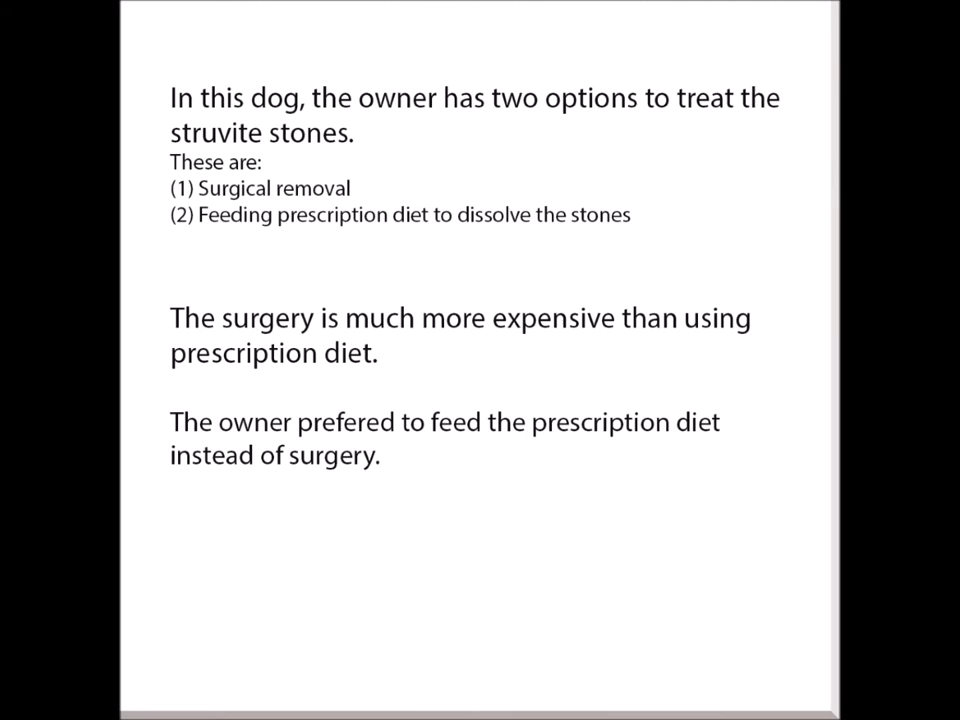 In this dog, the owner has two options to treat the
struvite stones.
These are:
(1) Surgical removal
(2) Feeding prescription diet to dissolve the stones
The surgery is much more expensive than using
prescription diet.
The owner prefered to feed the prescription diet
instead of surgery.